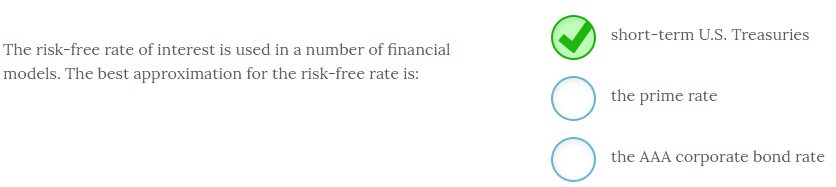 The risk-free rate of interest is used in a number of financial
models. The best approximation for the risk-free rate is:
short-term U.S. Treasuries
the prime rate
the AAA corporate bond rate